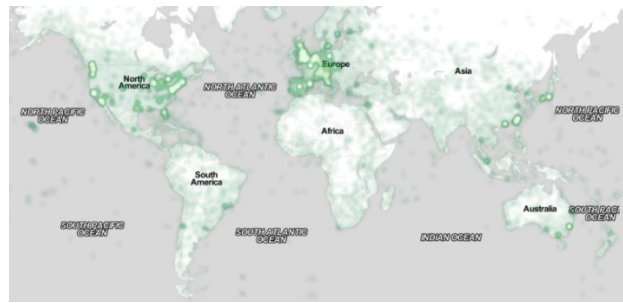 Europe
Asia
North
America
NORTH ATLANTIC
OCEAN
NORTH PACIFIC
OCEAN
NORTH PACIFIC
OCEAN
Africa
South
America
Australia
SOUTH PACI
OCEAN
SOUTH PACIFIC
OCEAN
SOUTH ATLANTIC
OCEAN
INDIAN OCEAN